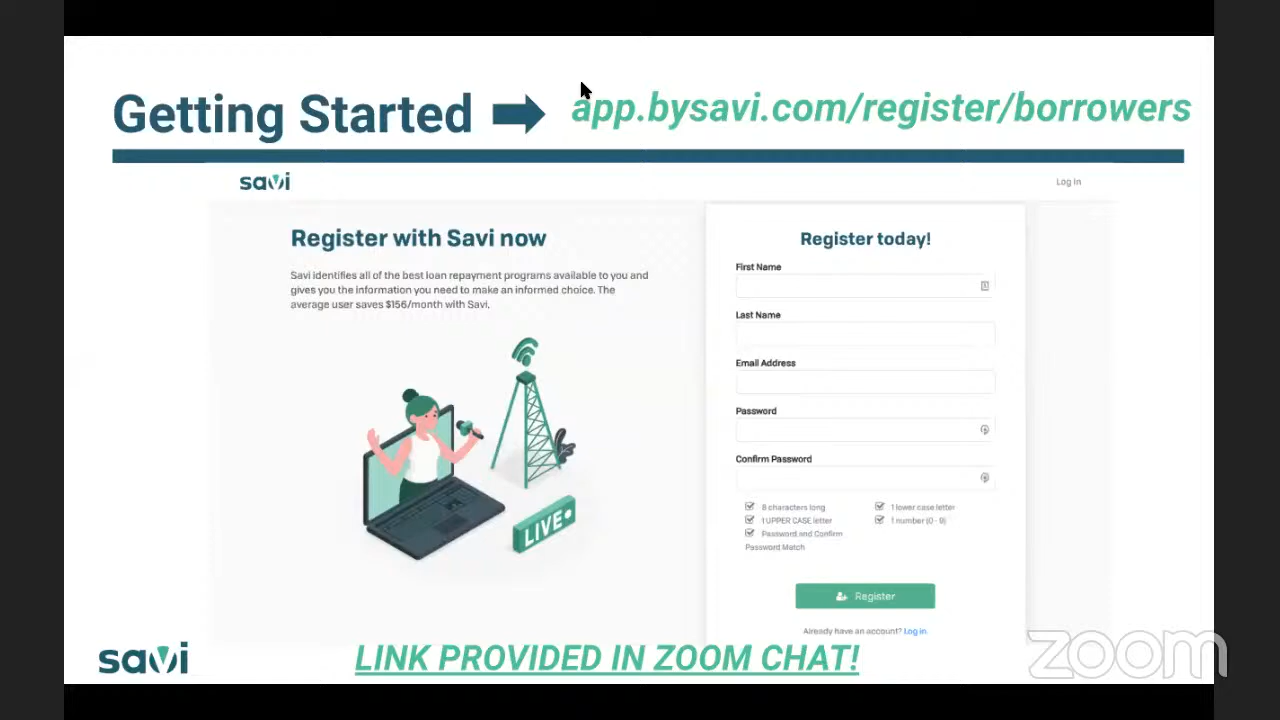 Getting Started
app.bysavi.com/register/borrowers
savi
Log in
Register with Savi now
Savi identifies all of the best loan repayment programs available to you and
gives you the information you need to make an informed choice. The
average user saves $156/month with Savi.
LIVE
Register today!
First Name
Last Name
Email Address
Password
Confirm Password
8 characters long
1 lower case letter
1 UPPER CASE letter
1 number (0 - 9)
Password and Confirm
Password Match
Register
Already have an account? Log in.
savi
LINK PROVIDED IN ZOOM CHAT!
zoom